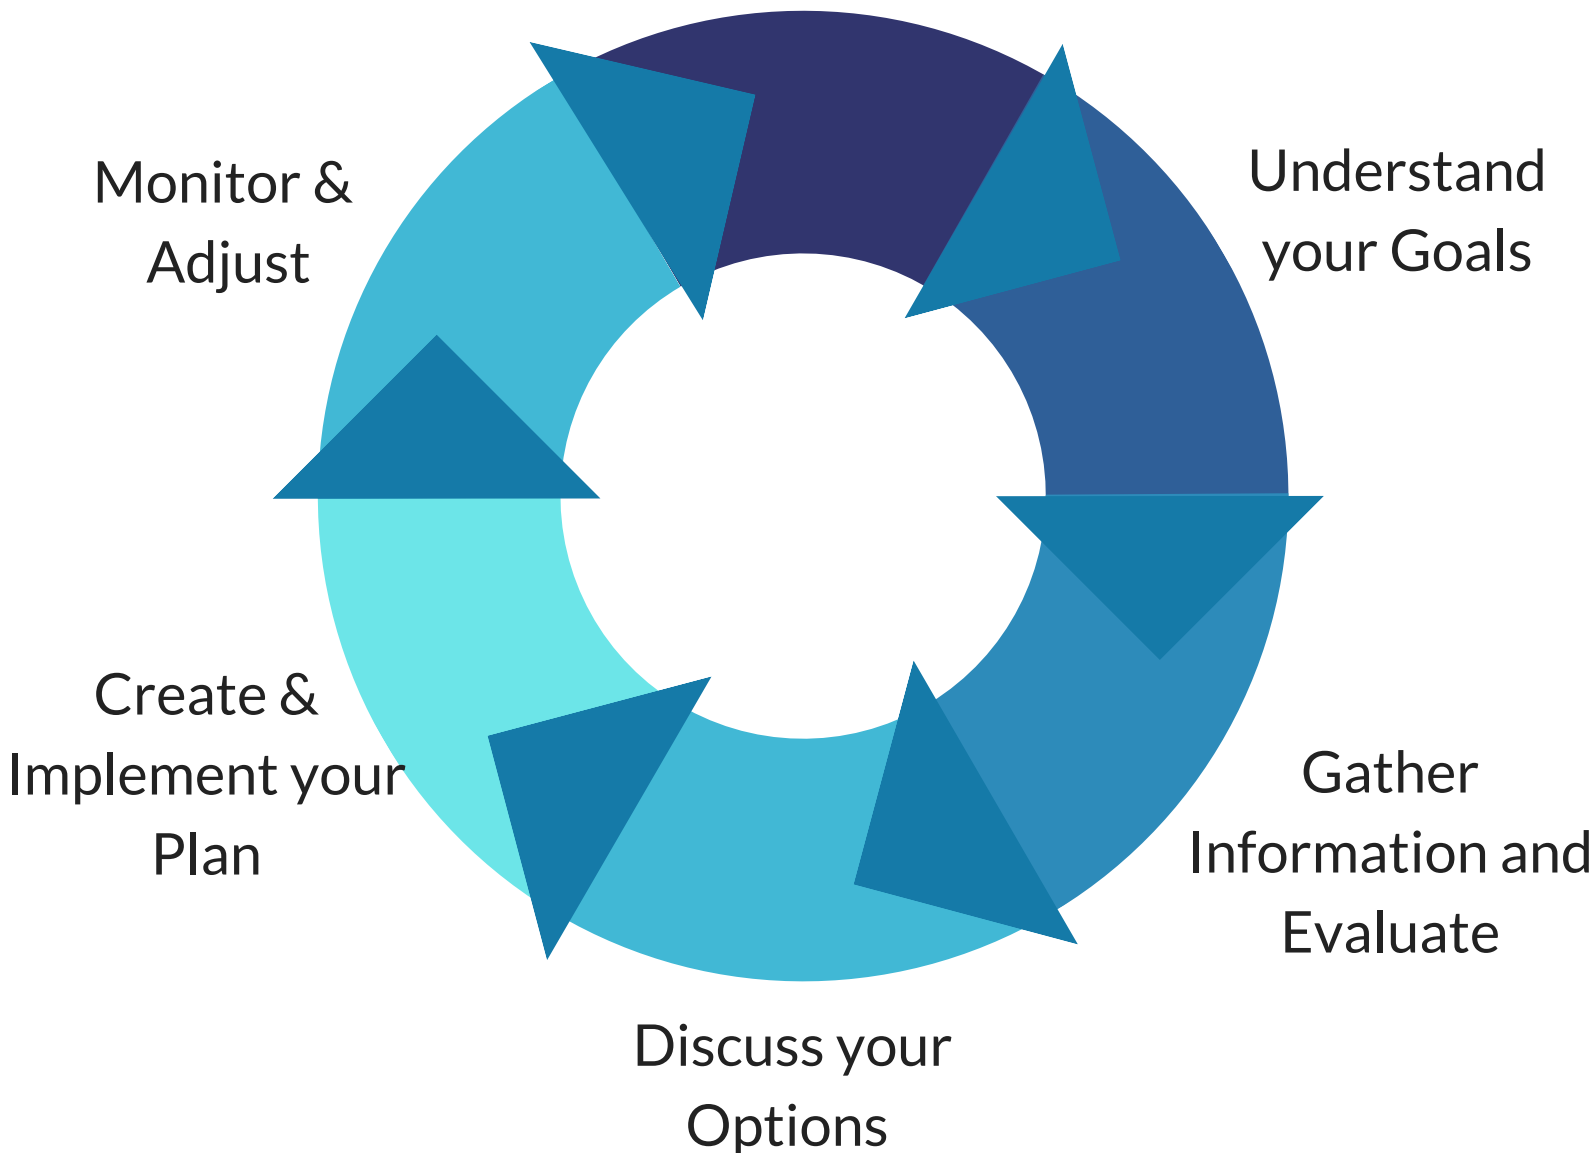 Monitor &
Adjust
Understand
your Goals
Create &
Implement your
Plan
Gather
Information and
Evaluate
Discuss your
Options